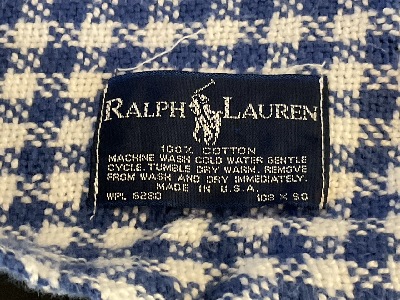 RALPH LAUREN
100% COTTON
MACHINE WASH COLD WATER GENTLE
CYCLE. TUMBLE DRY WARM. REMOVE
FROM WASH AND DRY IMMEDIATELY.
MADE IN U.S.A.
WPL 5280 108 X 90